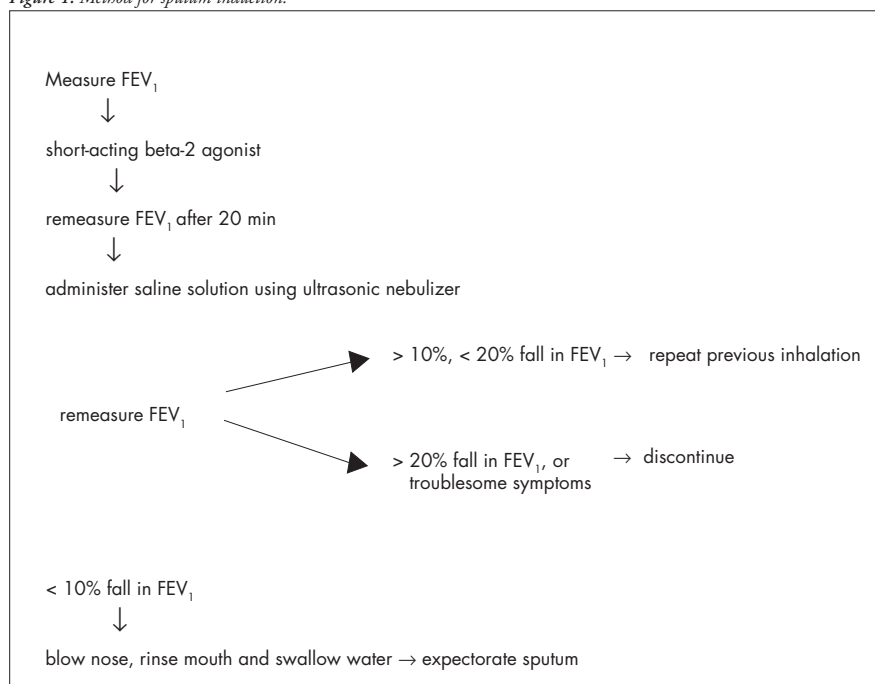 Figure 1. Method for sputum induction.
Measure FEV₁
↓
short-acting beta-2 agonist
↓
remeasure FEV₁ after 20 min
↓
administer saline solution using ultrasonic nebulizer
> 10%, < 20% fall in FEV₁ → repeat previous inhalation
remeasure FEV₁
> 20% fall in FEV₁, or → discontinue
troublesome symptoms
< 10% fall in FEV₁
↓
blow nose, rinse mouth and swallow water → expectorate sputum